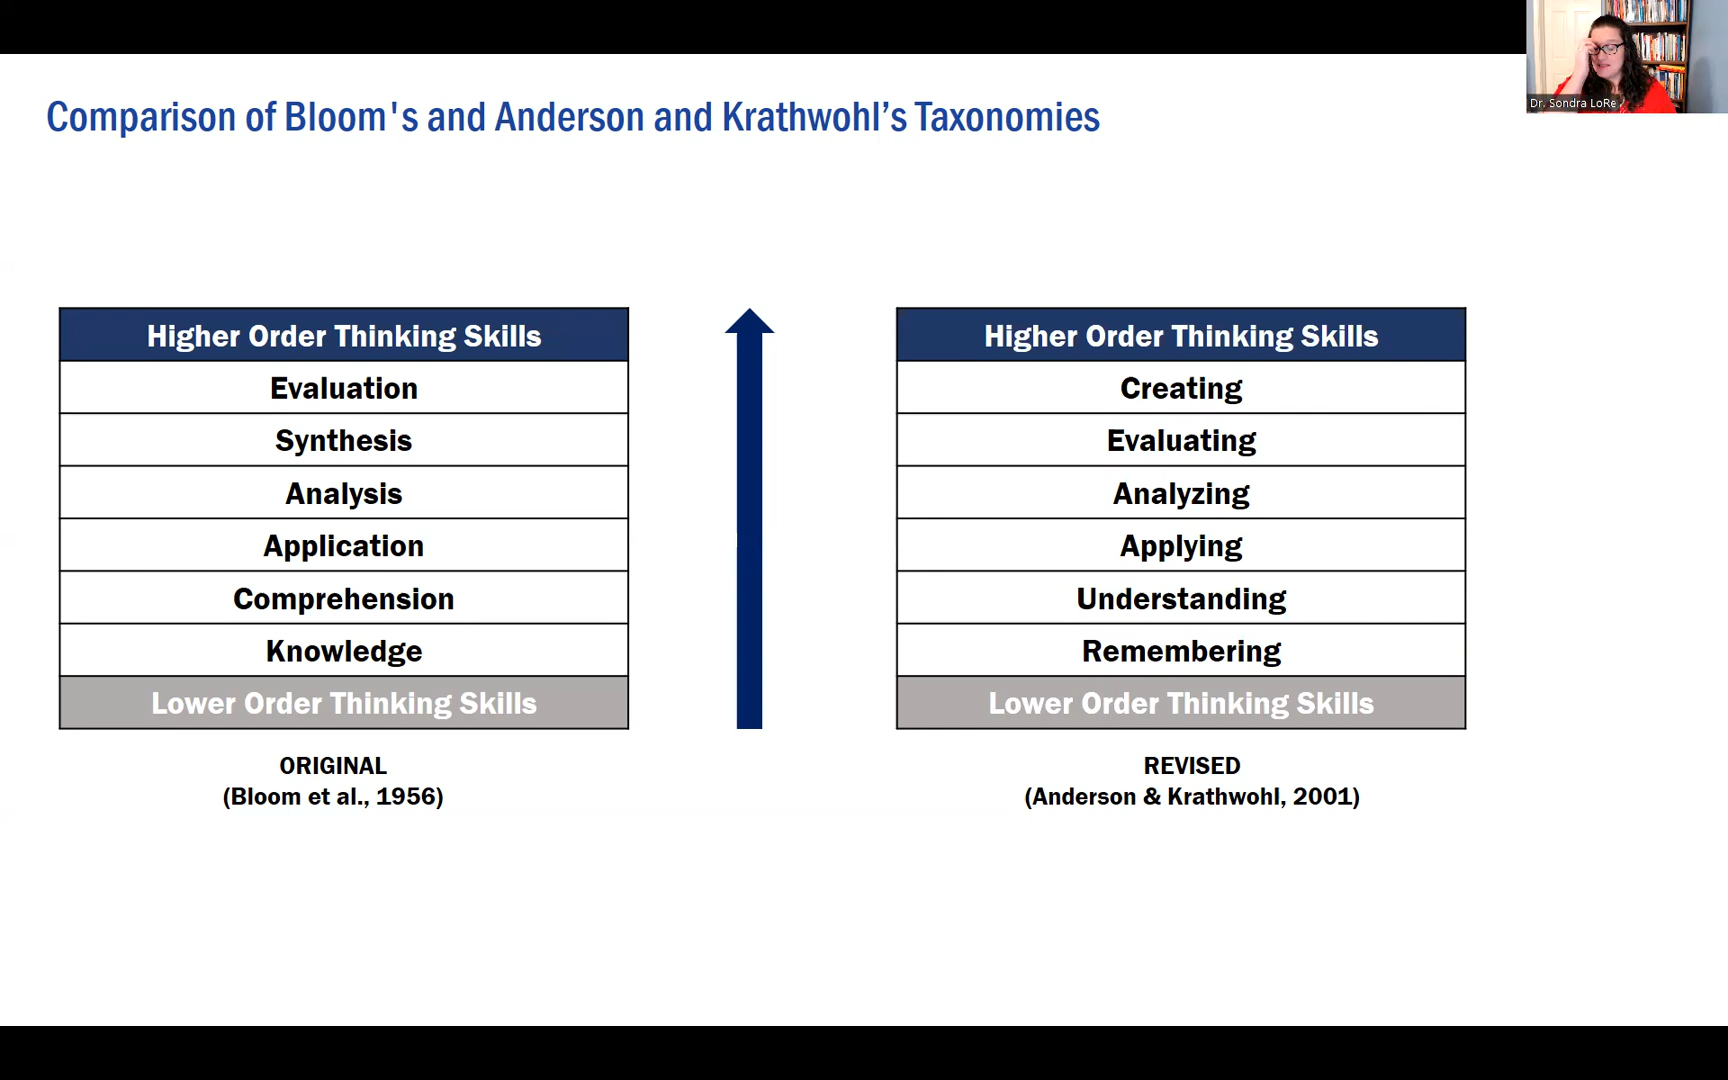 Comparison of Bloom's and Anderson and Krathwohl’s Taxonomies
Dr. Sondra LoRe
Higher Order Thinking Skills
Evaluation
Synthesis
Analysis
Application
Comprehension
Knowledge
Lower Order Thinking Skills
ORIGINAL
(Bloom et al., 1956)
Higher Order Thinking Skills
Creating
Evaluating
Analyzing
Applying
Understanding
Remembering
Lower Order Thinking Skills
REVISED
(Anderson & Krathwohl, 2001)